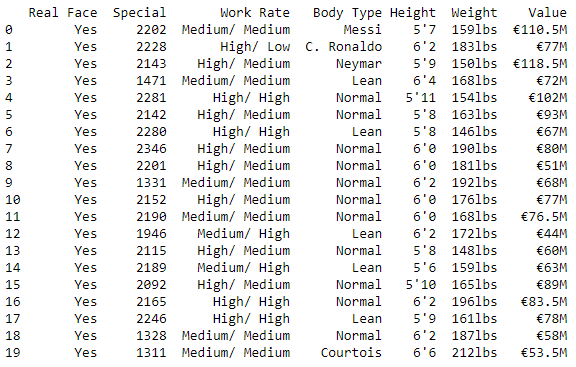 Real Face Special Work Rate Body Type Height Weight Value
0 Yes 2202 Medium/ Medium Messi 5'7 159lbs €110.5M
1 Yes 2228 High/ Low C. Ronaldo 6'2 183lbs €77M
2 Yes 2143 High/ Medium Neymar 5'9 150lbs €118.5M
3 Yes 1471 Medium/ Medium Lean 6'4 168lbs €72M
4 Yes 2281 High/ High Normal 5'11 154lbs €102M
5 Yes 2142 High/ Medium Normal 5'8 163lbs €93M
6 Yes 2280 High/ High Lean 5'8 146lbs €67M
7 Yes 2346 High/ Medium Normal 6'0 190lbs €80M
8 Yes 2201 High/ Medium Normal 6'0 181lbs €51M
9 Yes 1331 Medium/ Medium Normal 6'2 192lbs €68M
10 Yes 2152 High/ Medium Normal 6'0 176lbs €77M
11 Yes 2190 Medium/ Medium Normal 6'0 168lbs €76.5M
12 Yes 1946 Medium/ High Lean 6'2 172lbs €44M
13 Yes 2115 High/ Medium Normal 5'8 148lbs €60M
14 Yes 2189 Medium/ High Lean 5'6 159lbs €63M
15 Yes 2092 High/ Medium Normal 5'10 165lbs €89M
16 Yes 2165 High/ High Normal 6'2 196lbs €83.5M
17 Yes 2246 High/ High Lean 5'9 161lbs €78M
18 Yes 1328 Medium/ Medium Normal 6'2 187lbs €58M
19 Yes 1311 Medium/ Medium Courtois 6'6 212lbs €53.5M